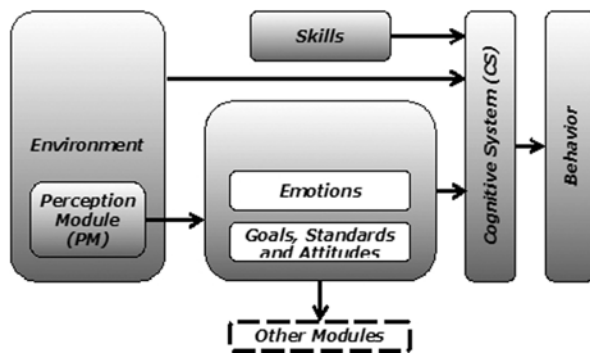 Skills
Environment
Perception
Module
(PM)
Emotions
Goals, Standards
and Attitudes
Cognitive System (CS)
Behavior
Other Modules